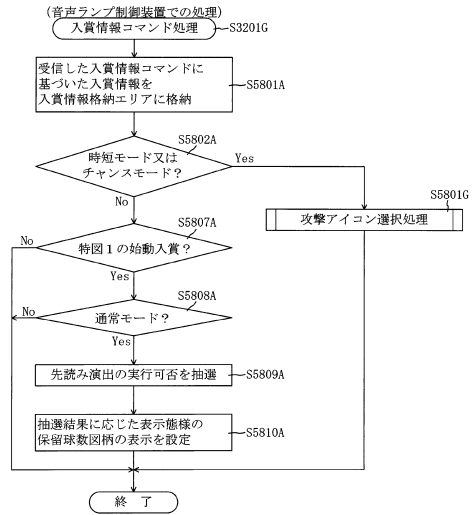 (音声ランプ制御装置での処理)
入賞情報コマンド処理
S3201G
受信した入賞情報コマンドに
基づいた入賞情報を
入賞情報格納エリアに格納
S5801A
S5802A
時短モード又は
チャンスモード?
Yes
No
S5801G
攻撃アイコン選択処理
S5807A
特図1の始動入賞?
No
Yes
S5808A
通常モード?
No
Yes
先読み演出の実行可否を抽選
S5809A
抽選結果に応じた表示態様の
保留球数図柄の表示を設定
S5810A
終 了